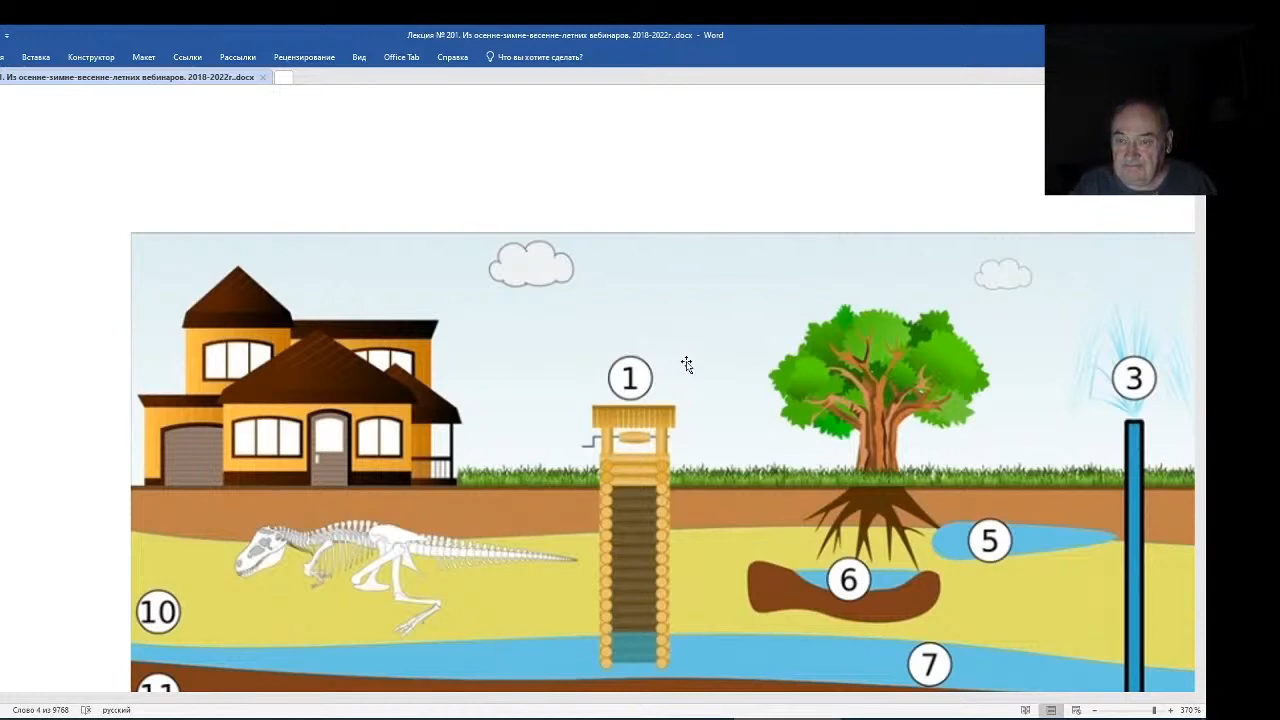 Лекция № 201. Из осенне-зимне-весенне-летних вебинаров. 2018-2022г..docx - Word
я Вставка Конструктор Макет Ссылки Рассылки Рецензирование Вид Office Tab Справка Что вы хотите сделать?
1. Из осенне-зимне-весенне-летних вебинаров. 2018-2022г..docx
1
3
5
6
10
7
11
Слово 4 из 9768 русский 370 %